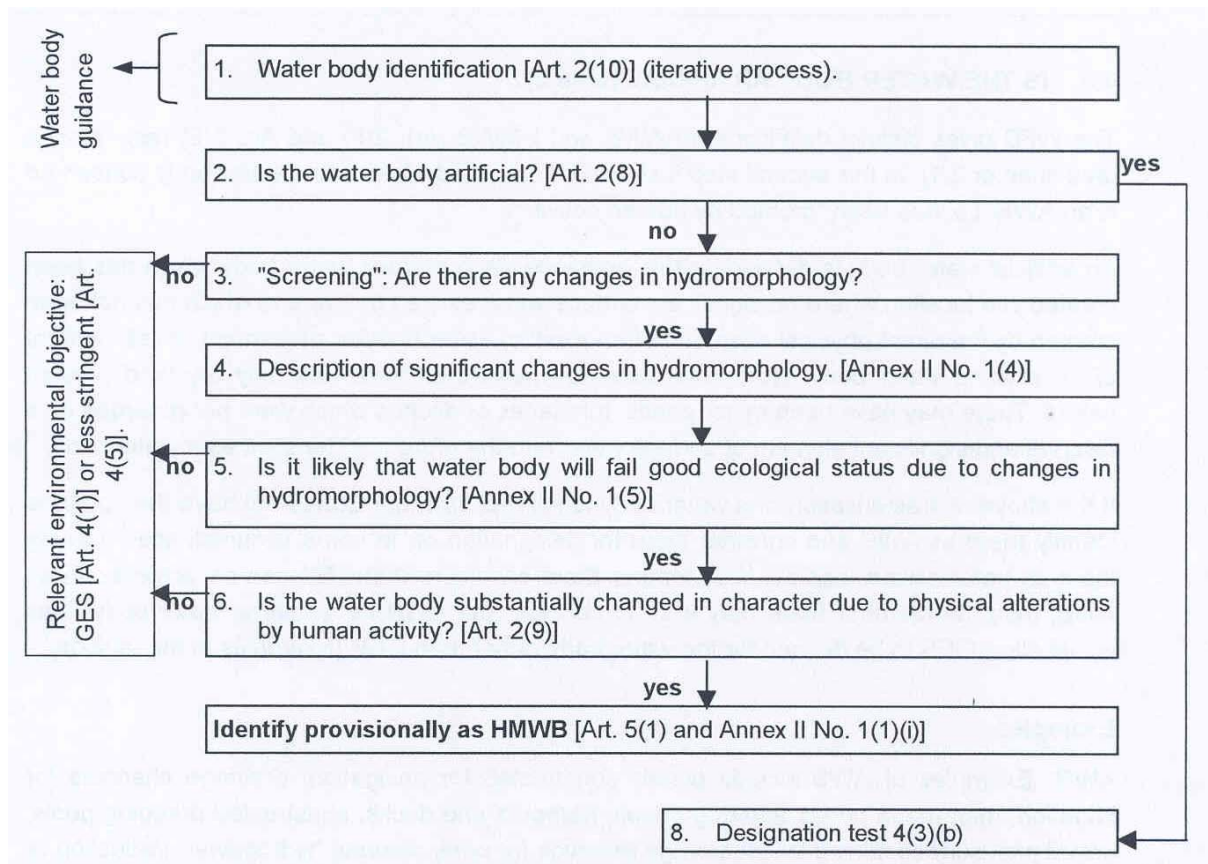 Water body
guidance
1. Water body identification [Art. 2(10)] (iterative process).
2. Is the water body artificial? [Art. 2(8)]
yes
no
Relevant environmental objective:
GES [Art. 4(1)] or less stringent [Art.
4(5)].
no
3. "Screening": Are there any changes in hydromorphology?
yes
4. Description of significant changes in hydromorphology. [Annex II No. 1(4)]
no
5. Is it likely that water body will fail good ecological status due to changes in
hydromorphology? [Annex II No. 1(5)]
yes
no
6. Is the water body substantially changed in character due to physical alterations
by human activity? [Art. 2(9)]
yes
Identify provisionally as HMWB [Art. 5(1) and Annex II No. 1(1)(i)]
8. Designation test 4(3)(b)